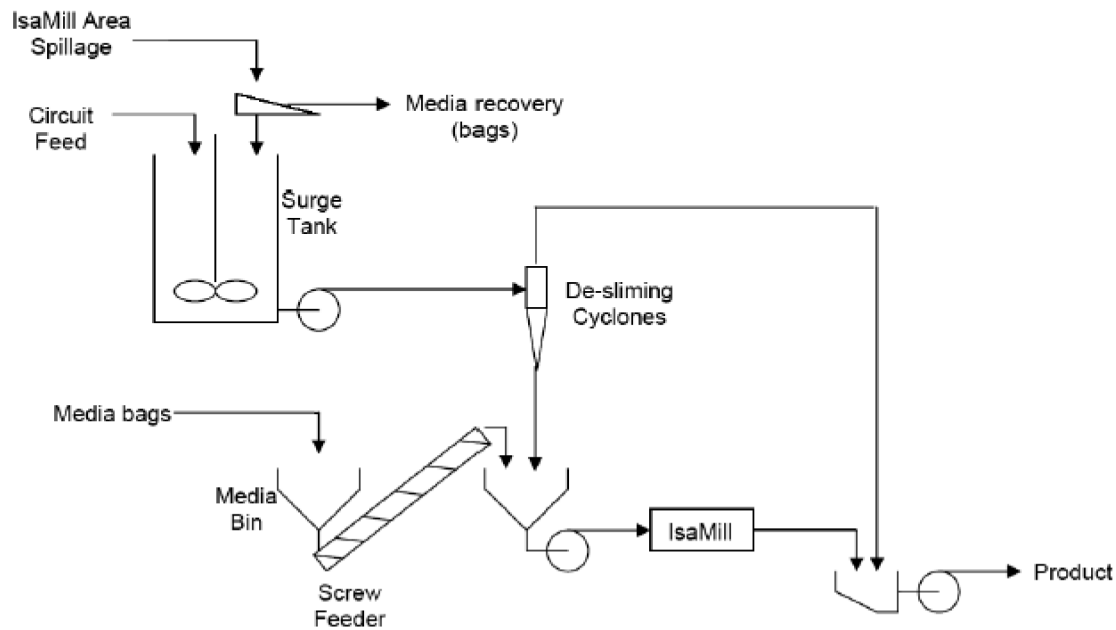 IsaMill Area
Spillage
Media recovery
(bags)
Circuit
Feed
Surge
Tank
De-sliming
Cyclones
Media bags
Media
Bin
IsaMill
Screw
Feeder
Product